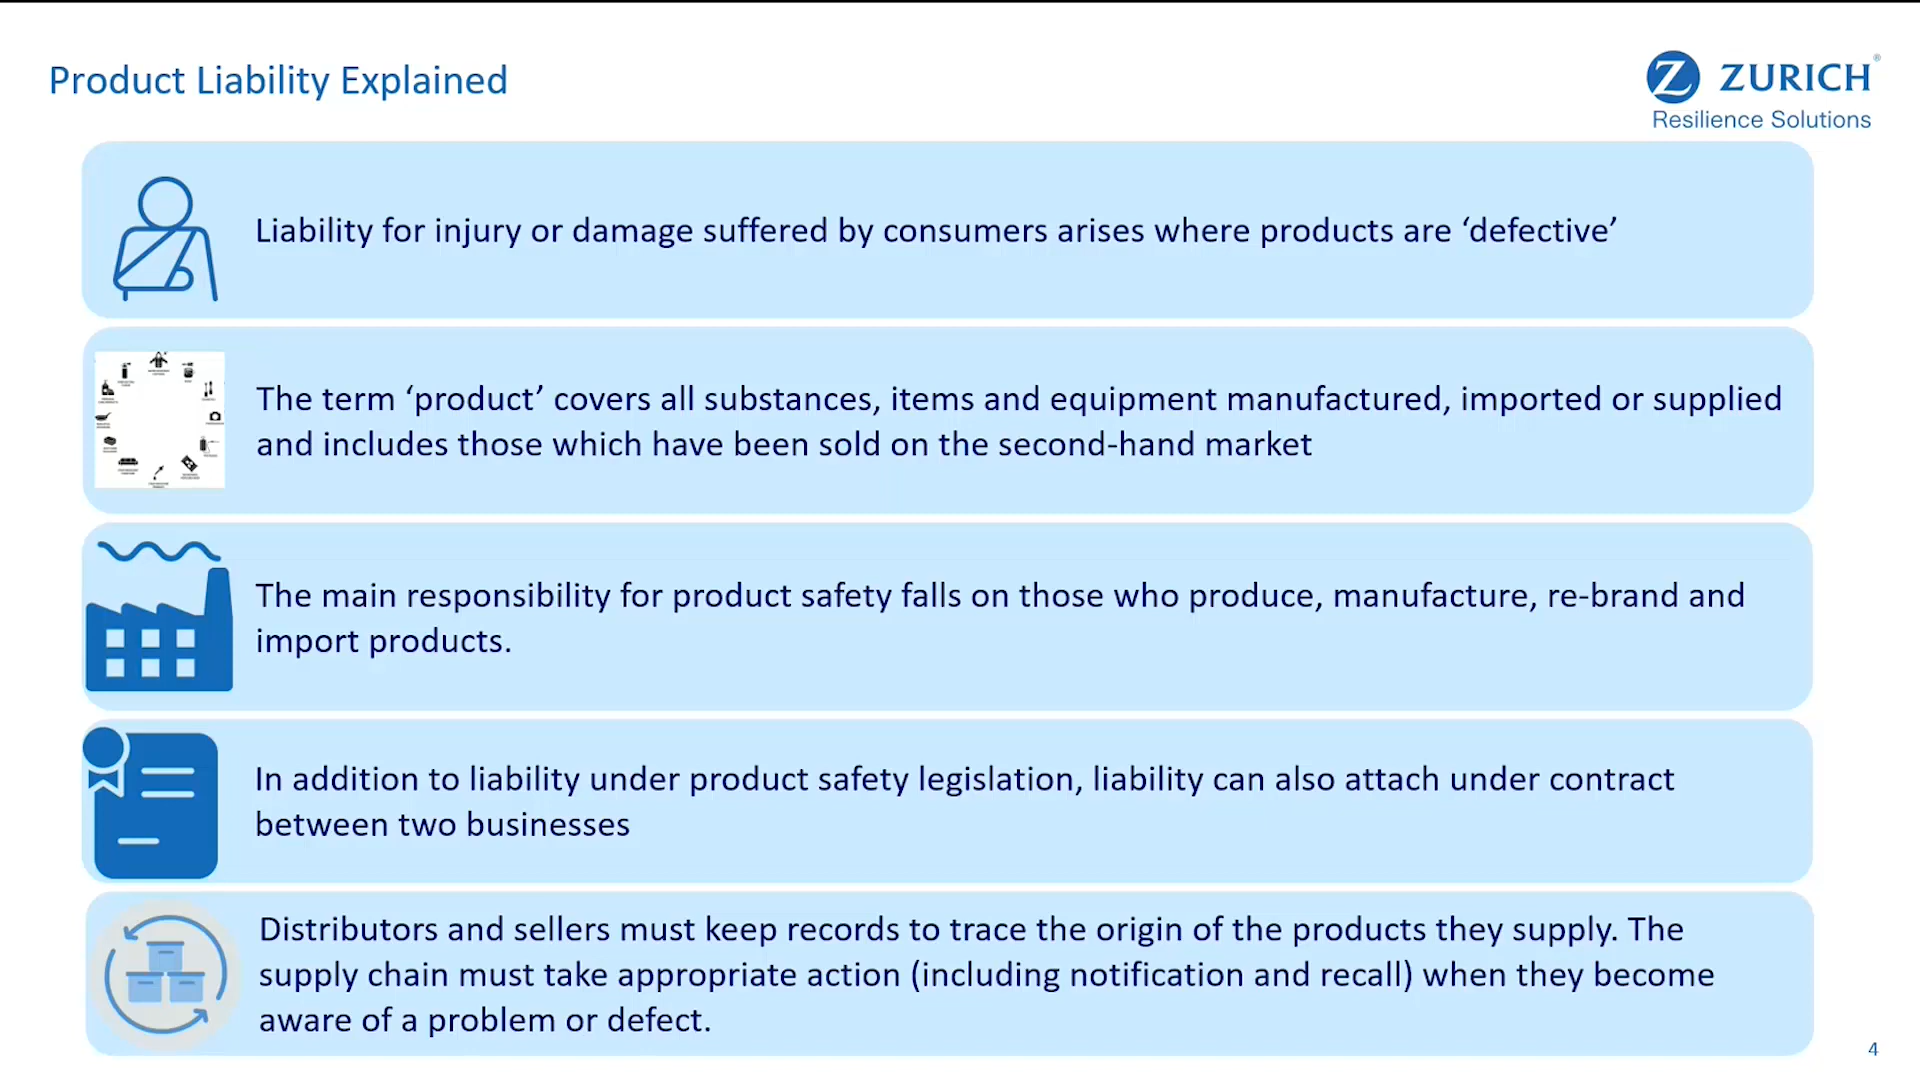 Product Liability Explained
ZURICH®
Resilience Solutions
Liability for injury or damage suffered by consumers arises where products are ‘defective’
The term ‘product’ covers all substances, items and equipment manufactured, imported or supplied
and includes those which have been sold on the second-hand market
The main responsibility for product safety falls on those who produce, manufacture, re-brand and
import products.
In addition to liability under product safety legislation, liability can also attach under contract
between two businesses
Distributors and sellers must keep records to trace the origin of the products they supply. The
supply chain must take appropriate action (including notification and recall) when they become
aware of a problem or defect.
4